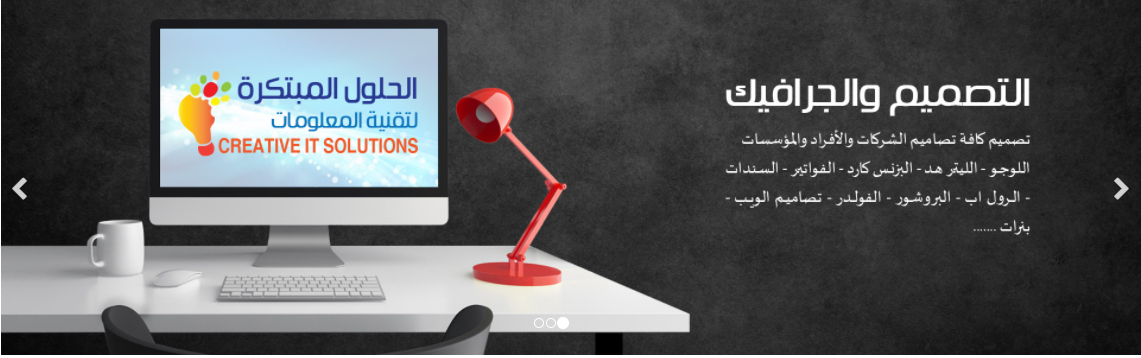 الحلول المبتكرة
لتقنية المعلومات
CREATIVE IT SOLUTIONS
التصميم والجرافيك
تصميم كافة تصاميم الشركات والأفراد والمؤسسات
اللوجو - الليتر هد - البزنس كارد - الفواتير - السندات
- الرول اب - البروشور - الفولدر - تصاميم الويب -
بنرات .......